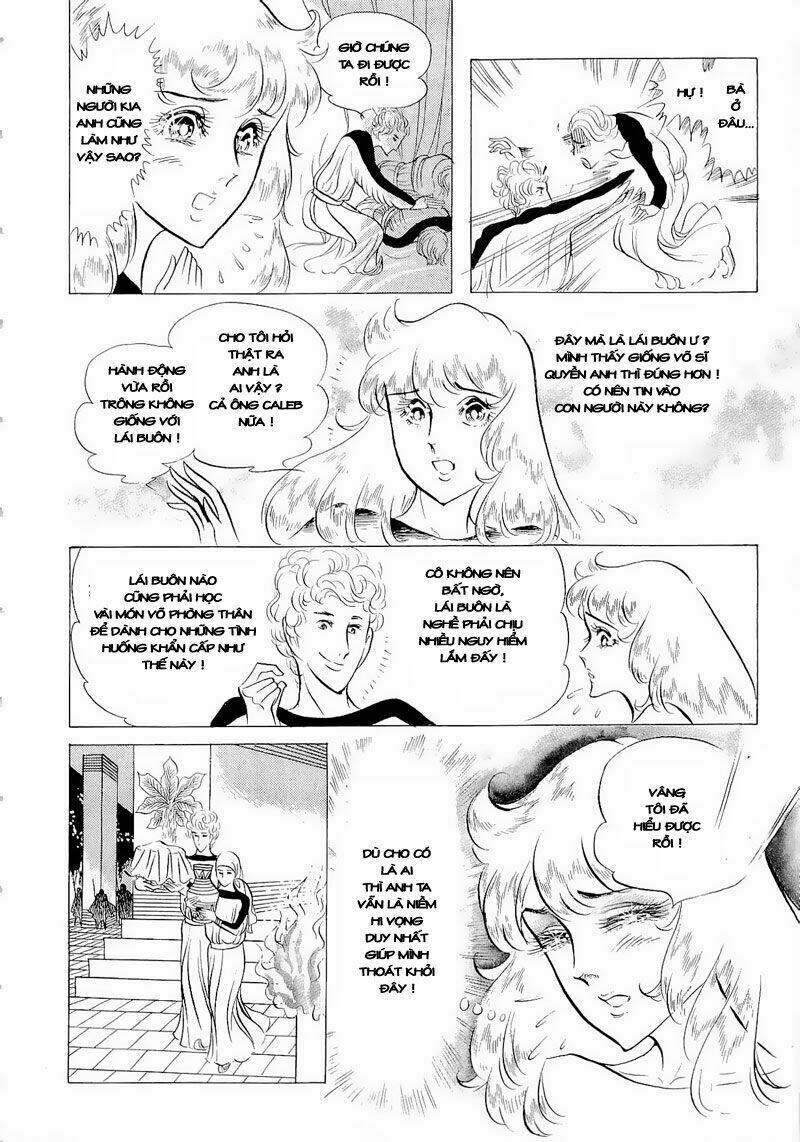 BẢ
Ở
ĐÂU...
HỰ !
GIỜ CHÚNG
TA ĐI ĐƯỢC
RỒI !
NHỮNG
NGƯỜI KIA
ANH CŨNG
LÀM NHƯ
VẬY SAO?
ĐÂY MÀ LÀ LÁI BUÔN Ư ?
MÌNH THẤY GIỐNG VÕ SĨ
QUYỀN ANH THÌ ĐÚNG HƠN !
CÓ NÊN TIN VÀO
CON NGƯỜI NÀY KHÔNG?
CHO TÔI HỎI
THẬT RA
ANH LÀ
AI VẬY ?
CẢ ÔNG CALEB
NỮA !
HÀNH ĐỘNG
VỪA RỒI
TRÔNG KHÔNG
GIỐNG VỚI
LÁI BUÔN !
CÔ KHÔNG NÊN
BẤT NGỜ,
LÁI BUÔN LÀ
NGHỀ PHẢI CHỊU
NHIỀU NGUY HIỂM
LẮM ĐẤY !
LÁI BUÔN NÀO
CŨNG PHẢI HỌC
VÀI MÓN VÕ PHÒNG THÂN
ĐỂ DÀNH CHO NHỮNG TÌNH
HUỐNG KHẨN CẤP NHƯ
THẾ NÀY !
VÂNG,
TÔI ĐÃ
HIỂU ĐƯỢC
RỒI !
DÙ CHO CÓ
LÀ AI
THÌ ANH TA
VẪN LÀ NIỀM
HI VỌNG
DUY NHẤT
GIÚP MÌNH
THOÁT KHỎI
ĐÂY !